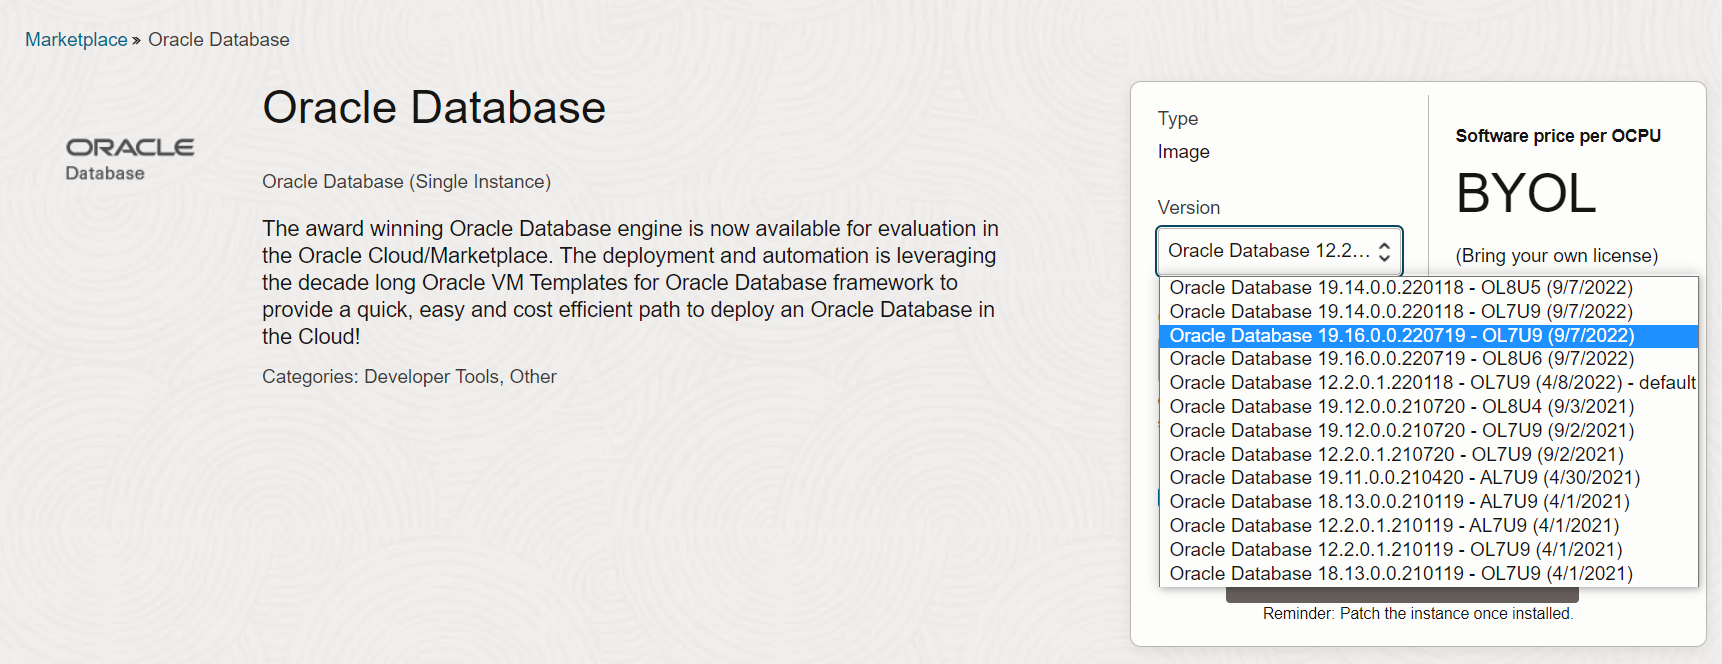 Marketplace » Oracle Database
ORACLE
Database
Oracle Database
Oracle Database (Single Instance)
The award winning Oracle Database engine is now available for evaluation in
the Oracle Cloud/Marketplace. The deployment and automation is leveraging
the decade long Oracle VM Templates for Oracle Database framework to
provide a quick, easy and cost efficient path to deploy an Oracle Database in
the Cloud!
Categories: Developer Tools, Other
Type
Image
Version
Oracle Database 12.2...
Software price per OCPU
BYOL
(Bring your own license)
Oracle Database 19.14.0.0.220118 - OL8U5 (9/7/2022)
Oracle Database 19.14.0.0.220118 - OL7U9 (9/7/2022)
Oracle Database 19.16.0.0.220719 - OL7U9 (9/7/2022)
Oracle Database 19.16.0.0.220719 - OL8U6 (9/7/2022)
Oracle Database 12.2.0.1.220118 - OL7U9 (4/8/2022) - default
Oracle Database 19.12.0.0.210720 - OL8U4 (9/3/2021)
Oracle Database 19.12.0.0.210720 - OL7U9 (9/2/2021)
Oracle Database 12.2.0.1.210720 - OL7U9 (9/2/2021)
Oracle Database 19.11.0.0.210420 - AL7U9 (4/30/2021)
Oracle Database 18.13.0.0.210119 - AL7U9 (4/1/2021)
Oracle Database 12.2.0.1.210119 - AL7U9 (4/1/2021)
Oracle Database 12.2.0.1.210119 - OL7U9 (4/1/2021)
Oracle Database 18.13.0.0.210119 - OL7U9 (4/1/2021)
Reminder: Patch the instance once installed.